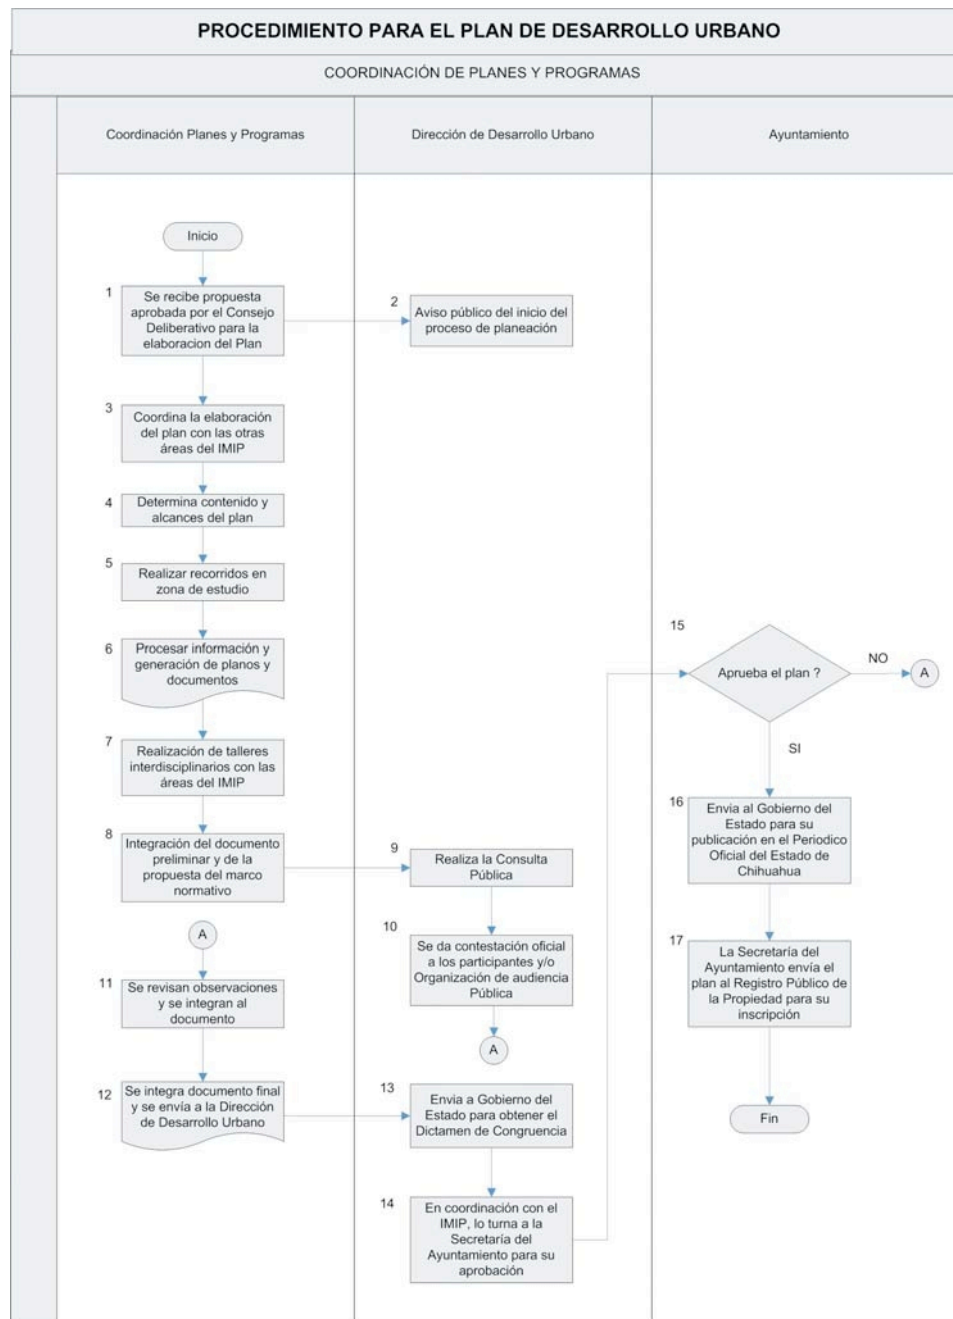 PROCEDIMIENTO PARA EL PLAN DE DESARROLLO URBANO
COORDINACIÓN DE PLANES Y PROGRAMAS
Coordinación Planes y Programas
Dirección de Desarrollo Urbano
Ayuntamiento
Inicio
1
Se recibe propuesta
aprobada por el Consejo
Deliberativo para la
elaboracion del Plan
2
Aviso público del inicio del
proceso de planeación
3
Coordina la elaboración
del plan con las otras
áreas del IMIP
4
Determina contenido y
alcances del plan
5
Realizar recorridos en
zona de estudio
6
Procesar información y
generación de planos y
documentos
7
Realización de talleres
interdisciplinarios con las
áreas del IMIP
8
Integración del documento
preliminar y de la
propuesta del marco
normativo
9
Realiza la Consulta
Pública
10
Se da contestación oficial
a los participantes y/o
Organización de audiencia
Pública
A
A
11
Se revisan observaciones
y se integran al
documento
12
Se integra documento final
y se envía a la Dirección
de Desarrollo Urbano
13
Envia a Gobierno del
Estado para obtener el
Dictamen de Congruencia
14
En coordinación con el
IMIP, lo turna a la
Secretaría del
Ayuntamiento para su
aprobación
15
Aprueba el plan ?
NO
A
SI
16
Envia al Gobierno del
Estado para su
publicación en el Periodico
Oficial del Estado de
Chihuahua
17
La Secretaría del
Ayuntamiento envía el
plan al Registro Público de
la Propiedad para su
inscripción
Fin